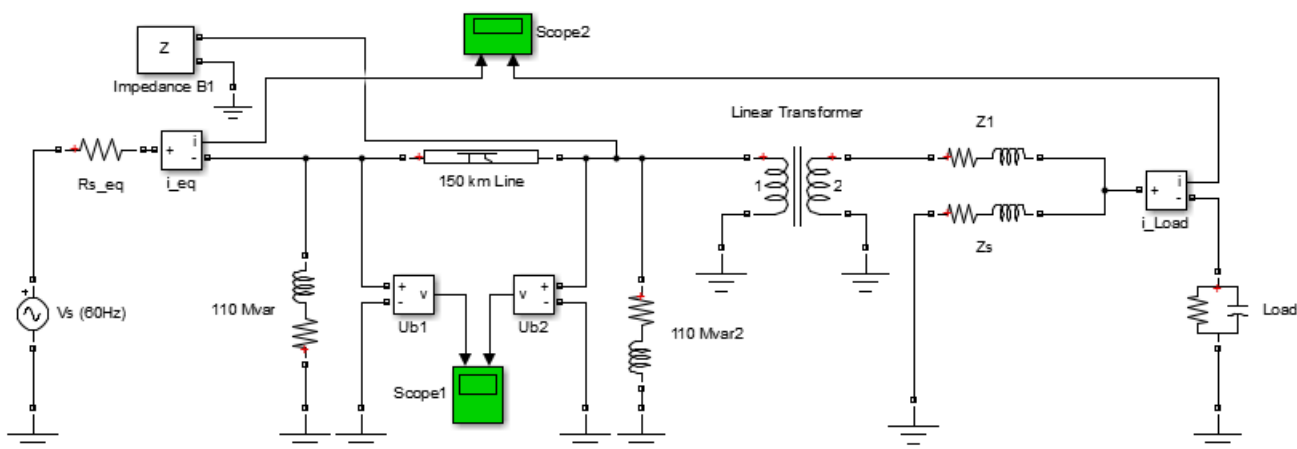 Z
Impedance B1
Scope2
Linear Transformer
Z1
+
i
-
Rs_eq
i_eq
150 km Line
1
2
+
i
-
i_Load
Zs
+
Vs (60Hz)
110 Mvar
+
-
v
Ub1
v
+
-
Ub2
110 Mvar2
Load
Scope1